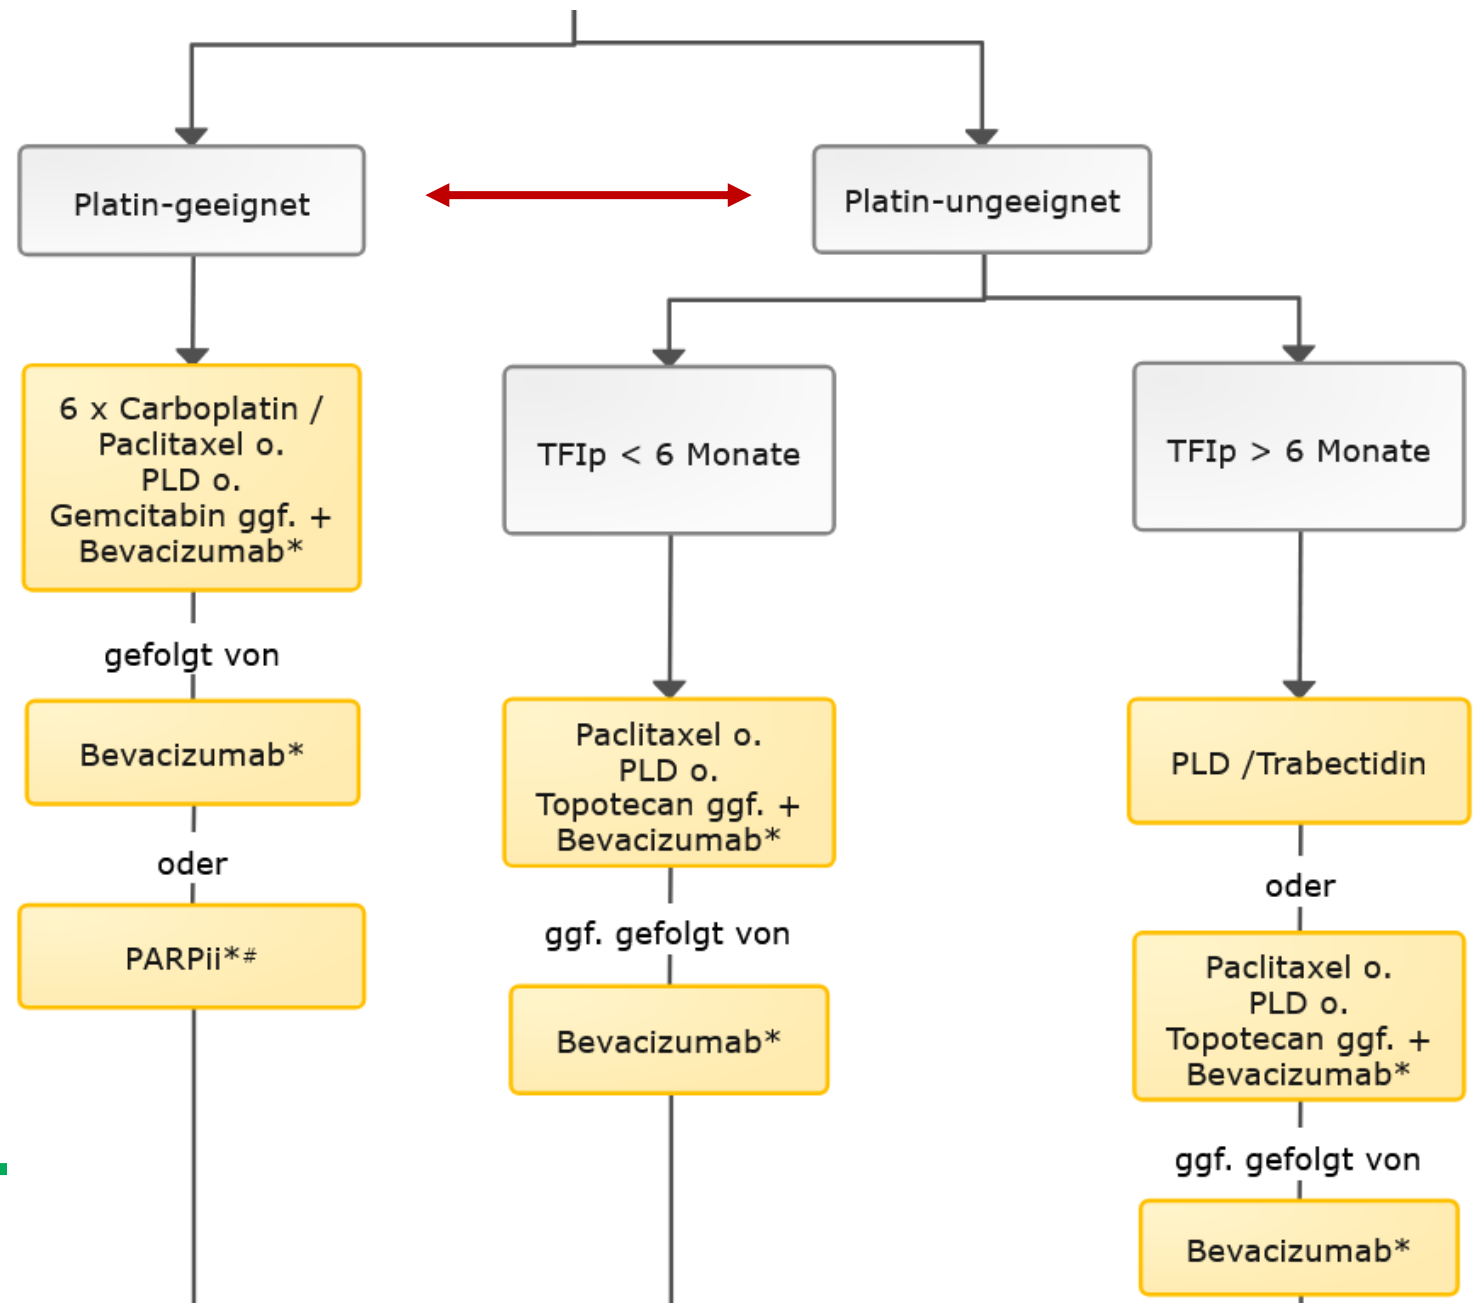 Platin-geeignet
Platin-ungeeignet
6 x Carboplatin /
Paclitaxel o.
PLD o.
Gemcitabin ggf. +
Bevacizumab*
gefolgt von
Bevacizumab*
oder
PARPii*#
TFIp < 6 Monate
Paclitaxel o.
PLD o.
Topotecan ggf. +
Bevacizumab*
ggf. gefolgt von
Bevacizumab*
TFIp > 6 Monate
PLD /Trabectidin
oder
Paclitaxel o.
PLD o.
Topotecan ggf. +
Bevacizumab*
ggf. gefolgt von
Bevacizumab*